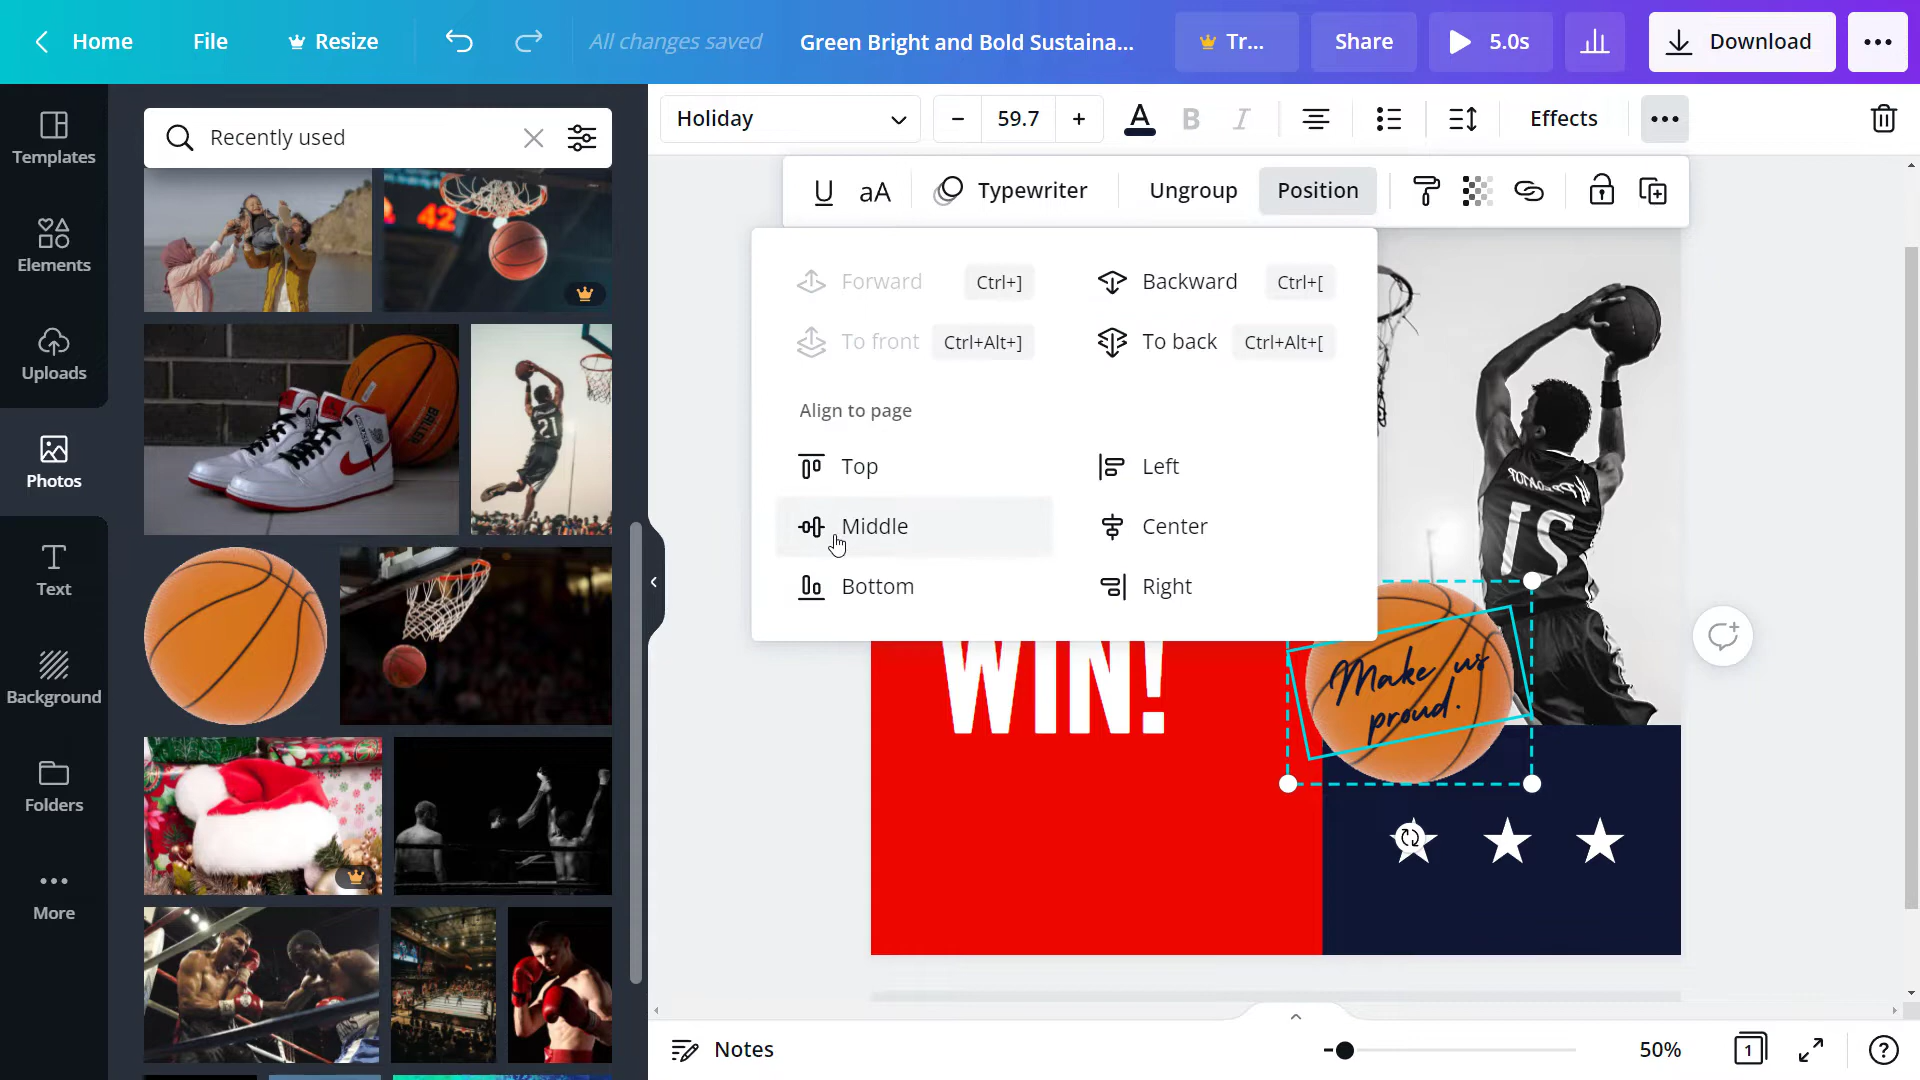 Home
File
Resize
All changes saved
Green Bright and Bold Sustaina...
Tr...
Share
5.0s
Download
Templates
Elements
Uploads
Photos
Text
Background
Folders
More
Recently used
42
BALLER
21
Holiday
59.7
A
B
I
Effects
U
aA
Typewriter
Ungroup
Position
Forward
Ctrl+]
Backward
Ctrl+[
To front
Ctrl+Alt+]
To back
Ctrl+Alt+[
Align to page
Top
Left
Middle
Center
Bottom
Right
WIN!
Make us
proud.
21
Notes
50%
1
?